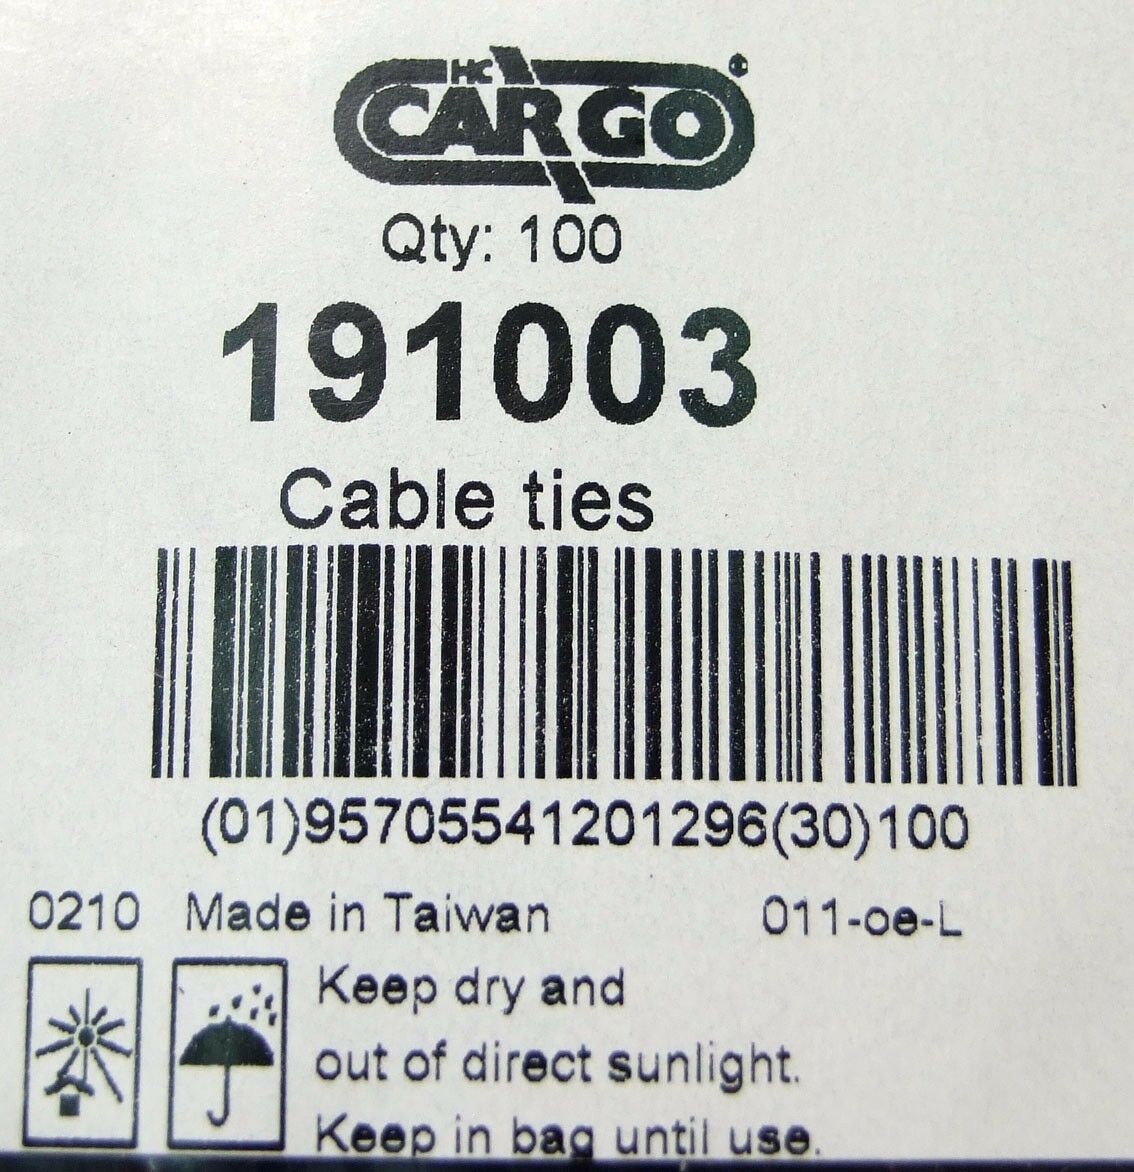 HC
CARGO
Qty: 100
191003
Cable ties
(01)95705541201296(30)100
0210 Made in Taiwan 011-oe-L
Keep dry and
out of direct sunlight.
Keep in bag until use.